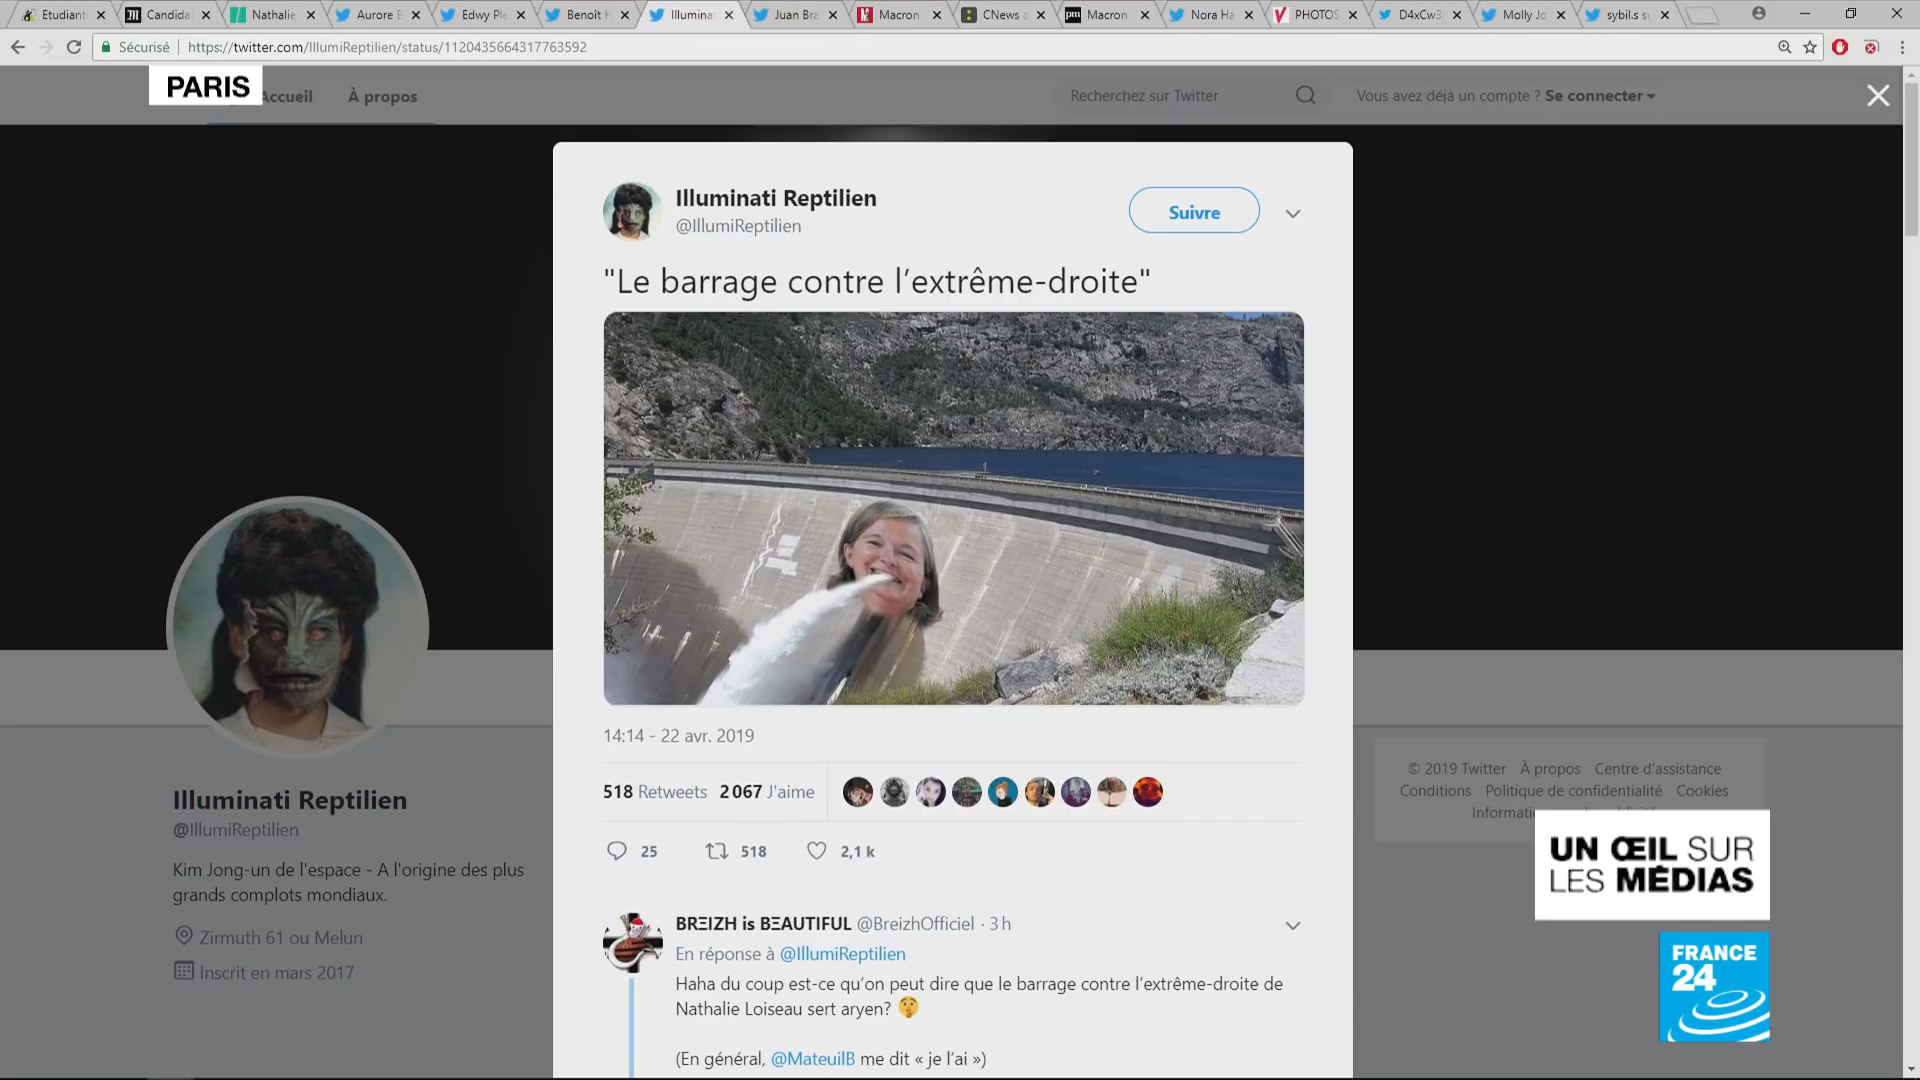 Etudiant
Candida
Nathalie
Aurore E
Edwy Ple
Benoît H
Illumina
Juan Bra
Macron
CNews
Macron
Nora Ha
PHOTOS
D4xCw3
Molly Jo
sybil.s s
Sécurisé
https://twitter.com/IllumiReptilien/status/1120435664317763592
PARIS
Accueil
À propos
Recherchez sur Twitter
Vous avez déjà un compte ? Se connecter
Illuminati Reptilien
@IllumiReptilien
Suivre
"Le barrage contre l’extrême-droite"
14:14 - 22 avr. 2019
518 Retweets 2 067 J'aime
25
518
2,1 k
BRΞIZH is BΞAUTIFUL @BreizhOfficiel · 3 h
En réponse à @IllumiReptilien
Haha du coup est-ce qu’on peut dire que le barrage contre l’extrême-droite de
Nathalie Loiseau sert aryen?
(En général, @MateuilB me dit « je l’ai »)
Illuminati Reptilien
@IllumiReptilien
Kim Jong-un de l'espace - A l'origine des plus
grands complots mondiaux.
Zirmuth 61 ou Melun
Inscrit en mars 2017
© 2019 Twitter À propos Centre d'assistance
Conditions Politique de confidentialité Cookies
UN ŒIL SUR
LES MÉDIAS
FRANCE
24